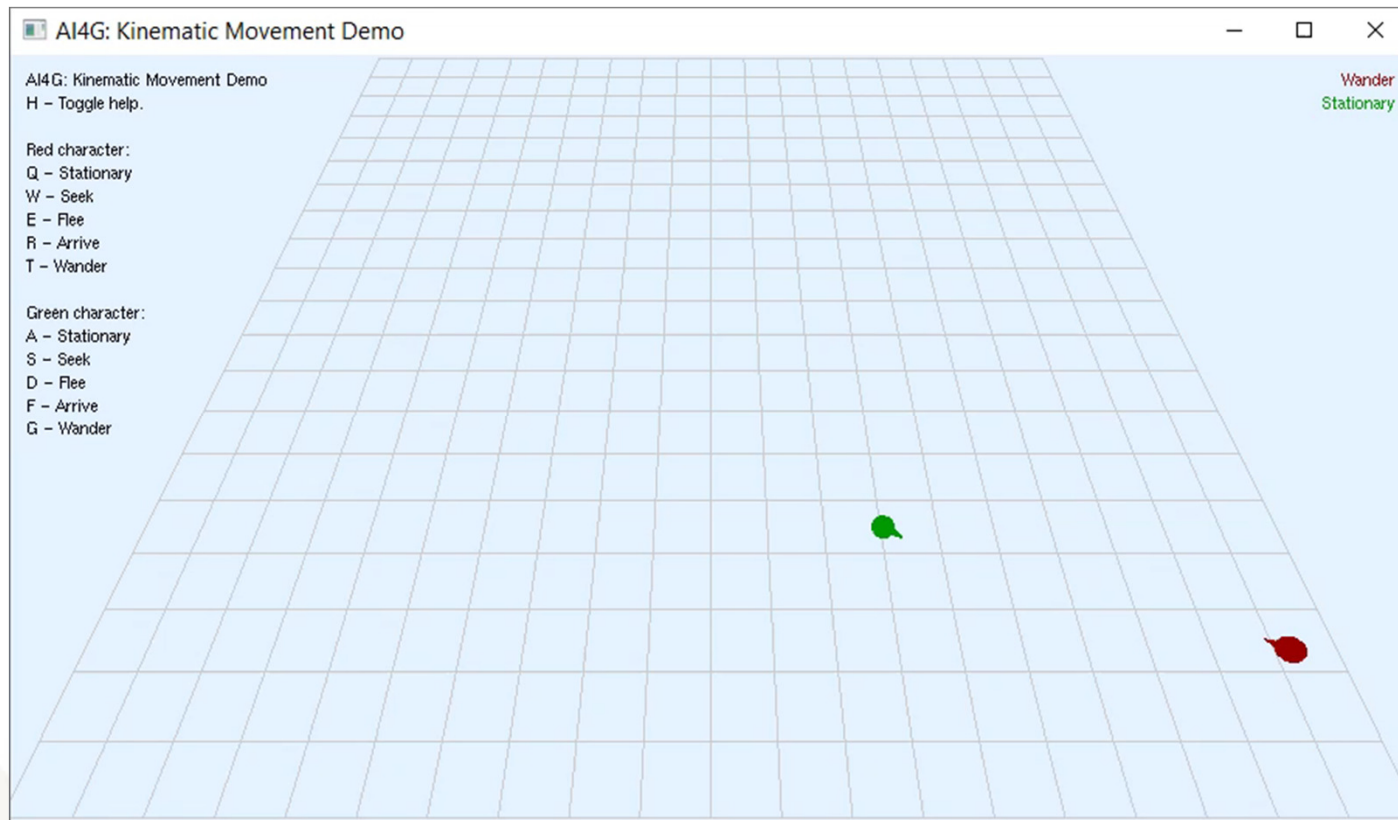 AI4G: Kinematic Movement Demo
AI4G: Kinematic Movement Demo
H – Toggle help.
Red character:
Q – Stationary
W – Seek
E – Flee
R – Arrive
T – Wander
Green character:
A – Stationary
S – Seek
D – Flee
F – Arrive
G – Wander
Wander
Stationary